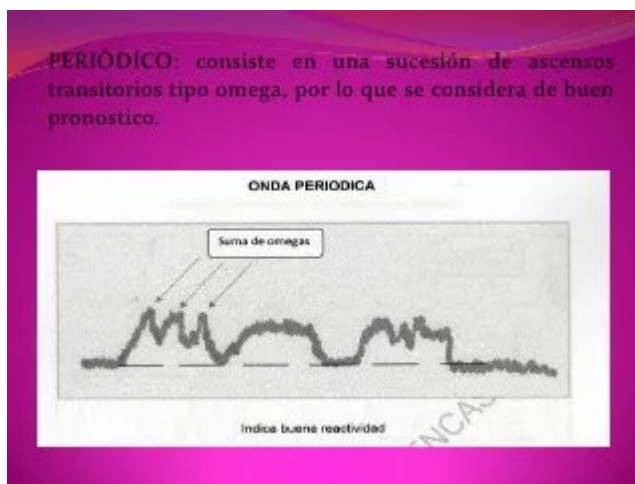 PERIÓDICO: consiste en una sucesión de ascensos
transitorios tipo omega, por lo que se considera de buen
pronostico.
ONDA PERIODICA
Suma de omegas
Indica buena reactividad